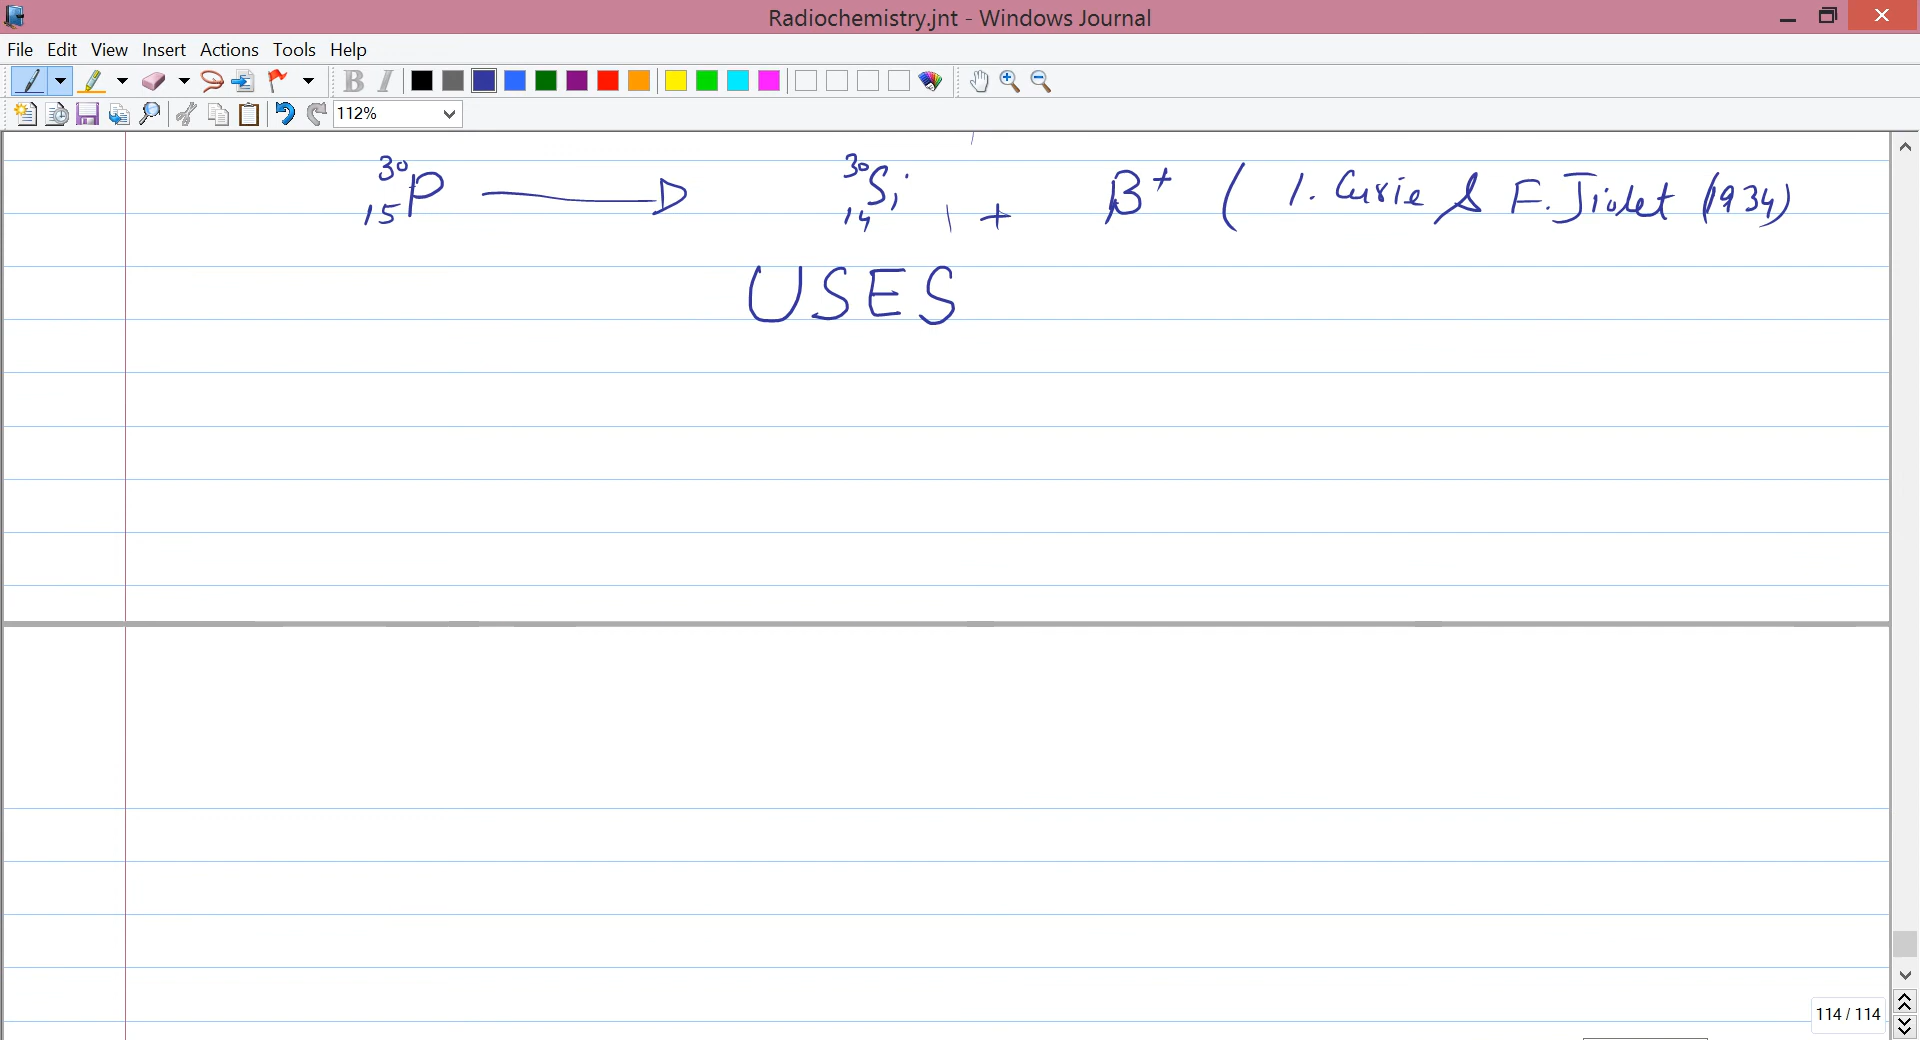 Radiochemistry.jnt - Windows Journal
File Edit View Insert Actions Tools Help
B I
112%
³⁰₁₅P ⟶ ³⁰₁₄Si + β⁺ ( I. Curie & F. Jiolet (1934)
USES
114 / 114